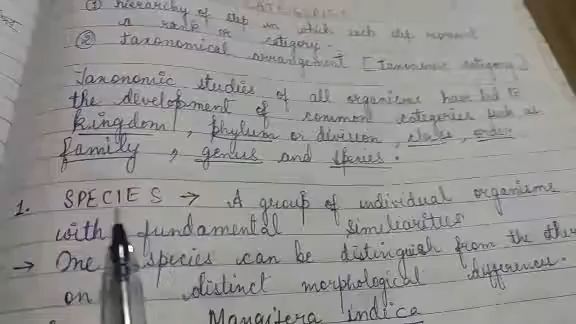 ① hierarchy of step in which each step represent
a rank or category.
② taxonomical arrangement [Taxonomic category]
Taxonomic studies of all organisms have led to
the development of common categories such as
kingdom, phylum or division, class, order
family, genus and species.
1. SPECIES → A group of individual organisms
with fundamental similarities
→ One species can be distinguish from the other
on distinct morphological differences.
Mangifera indica